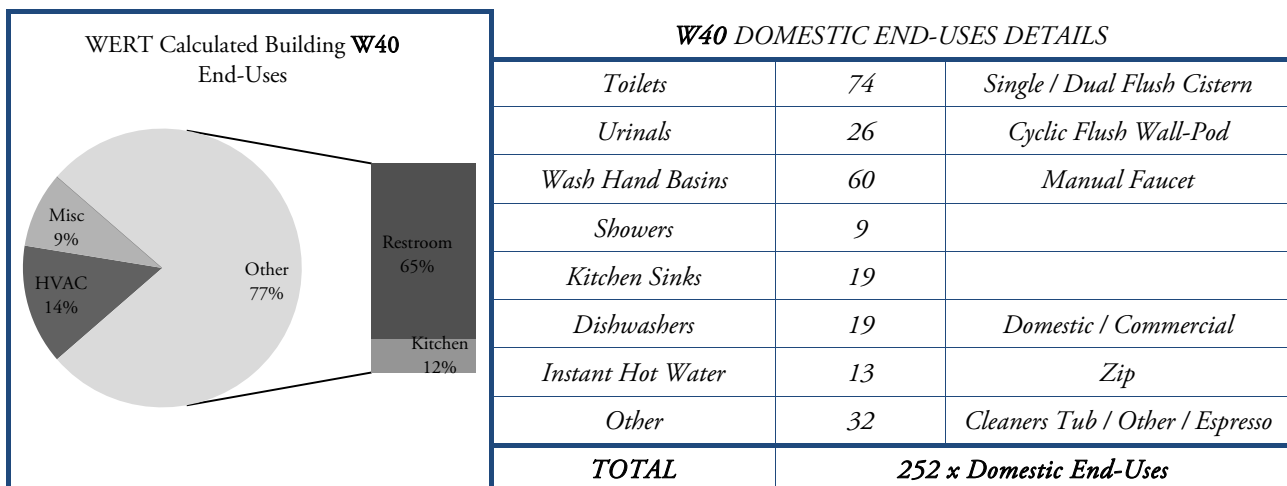 WERT Calculated Building W40
End-Uses
Misc
9%
HVAC
14%
Other
77%
Restroom
65%
Kitchen
12%
W40 DOMESTIC END-USES DETAILS
Toilets 74 Single / Dual Flush Cistern
Urinals 26 Cyclic Flush Wall-Pod
Wash Hand Basins 60 Manual Faucet
Showers 9
Kitchen Sinks 19
Dishwashers 19 Domestic / Commercial
Instant Hot Water 13 Zip
Other 32 Cleaners Tub / Other / Espresso
TOTAL 252 x Domestic End-Uses